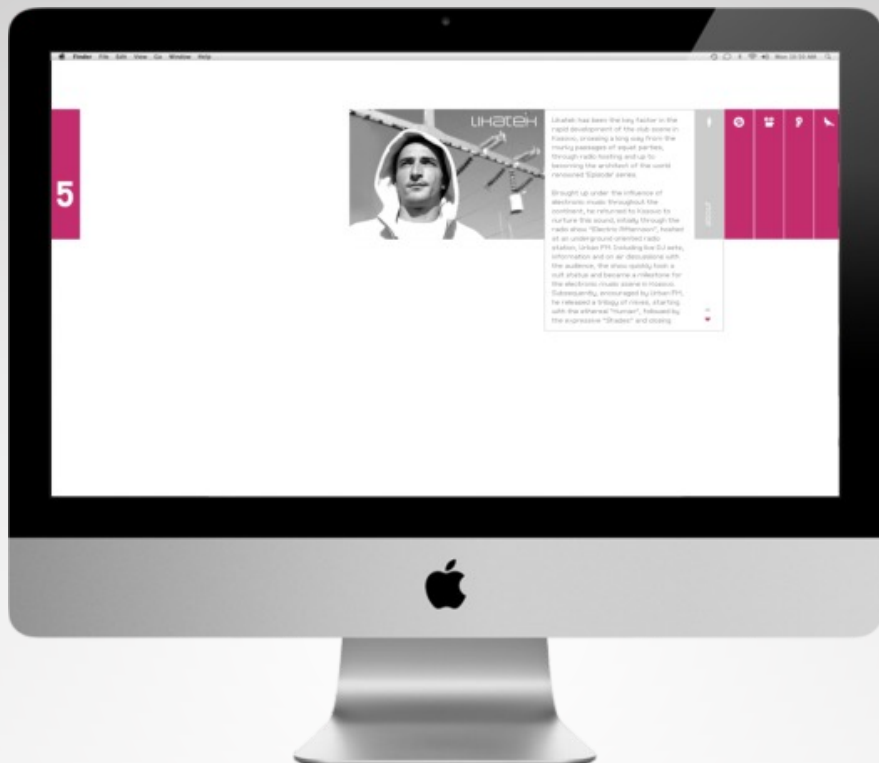 Finder File Edit View Go Window Help
Mon 10:50 AM
5
Likatek
Likatek has been the key factor in the
rapid development of the club scene in
Kosovo, crossing a long way from the
murky passages of squat parties,
through radio hosting and up to
becoming the architect of the world
renowned 'Episode' series.
Brought up under the influence of
electronic music throughout the
continent, he returned to Kosovo to
nurture this sound, initially through the
radio show "Electric Afternoon", hosted
at an underground oriented radio
station, Urban FM. Including live DJ sets,
information and on air discussions with
the audience, the show quickly took a
cult status and became a milestone for
the electronic music scene in Kosovo.
Subsequently, encouraged by Urban FM,
he released a trilogy of mixes, starting
with the ethereal "Human", followed by
the expressive "Shades" and closing
about